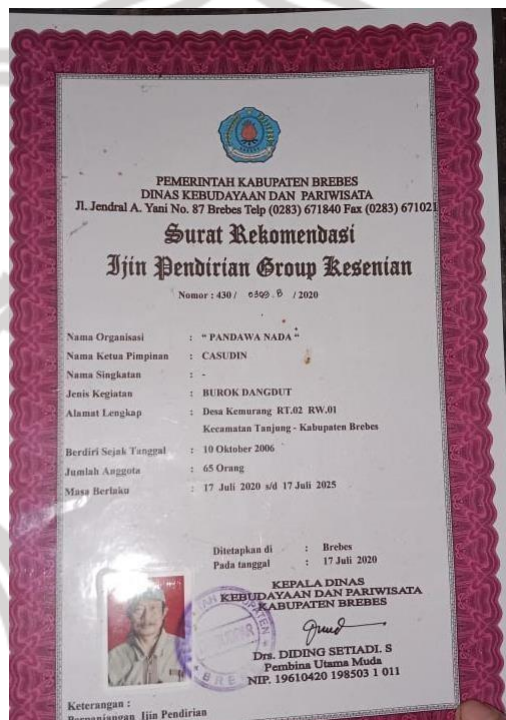 PEMERINTAH KABUPATEN BREBES
DINAS KEBUDAYAAN DAN PARIWISATA
Jl. Jendral A. Yani No. 87 Brebes Telp (0283) 671840 Fax (0283) 671021
Surat Rekomendasi
Ijin Pendirian Group Kesenian
Nomor : 430 / 0309.B / 2020
Nama Organisasi : " PANDAWA NADA "
Nama Ketua Pimpinan : CASUDIN
Nama Singkatan : -
Jenis Kegiatan : BUROK DANGDUT
Alamat Lengkap : Desa Kemurang RT.02 RW.01
Kecamatan Tanjung - Kabupaten Brebes
Berdiri Sejak Tanggal : 10 Oktober 2006
Jumlah Anggota : 65 Orang
Masa Berlaku : 17 Juli 2020 s/d 17 Juli 2025
Ditetapkan di : Brebes
Pada tanggal : 17 Juli 2020
KEPALA DINAS
KEBUDAYAAN DAN PARIWISATA
KABUPATEN BREBES
Drs. DIDING SETIADI. S
Pembina Utama Muda
NIP. 19610420 198503 1 011
Keterangan :
Perpanjangan Ijin Pendirian